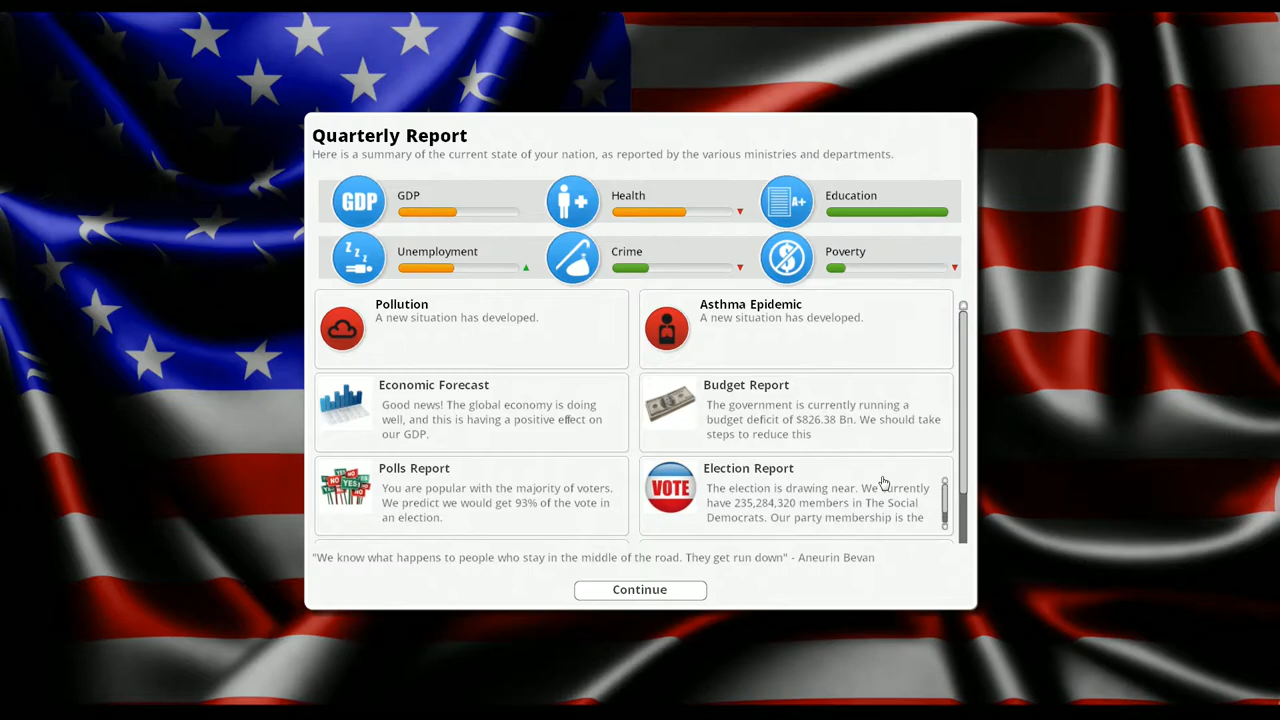 Quarterly Report
Here is a summary of the current state of your nation, as reported by the various ministries and departments.
GDP
GDP
Health
A+
Education
Z Z Z
Unemployment
Crime
$
Poverty
Pollution
A new situation has developed.
Asthma Epidemic
A new situation has developed.
Economic Forecast
Good news! The global economy is doing
well, and this is having a positive effect on
our GDP.
Budget Report
The government is currently running a
budget deficit of $826.38 Bn. We should take
steps to reduce this
NO YES NO
YES!
NO
Polls Report
You are popular with the majority of voters.
We predict we would get 93% of the vote in
an election.
VOTE
Election Report
The election is drawing near. We currently
have 235,284,320 members in The Social
Democrats. Our party membership is the
"We know what happens to people who stay in the middle of the road. They get run down" - Aneurin Bevan
Continue